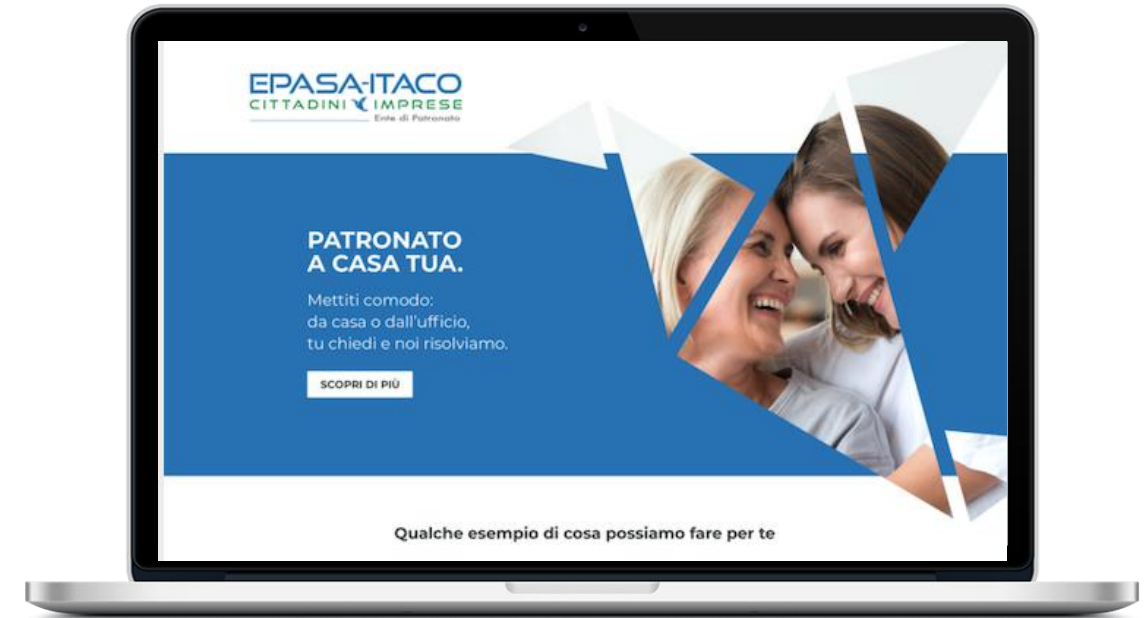 EPASA-ITACO
CITTADINI IMPRESE
Ente di Patronato
PATRONATO
A CASA TUA.
Mettiti comodo:
da casa o dall'ufficio,
tu chiedi e noi risolviamo.
SCOPRI DI PIÙ
Qualche esempio di cosa possiamo fare per te